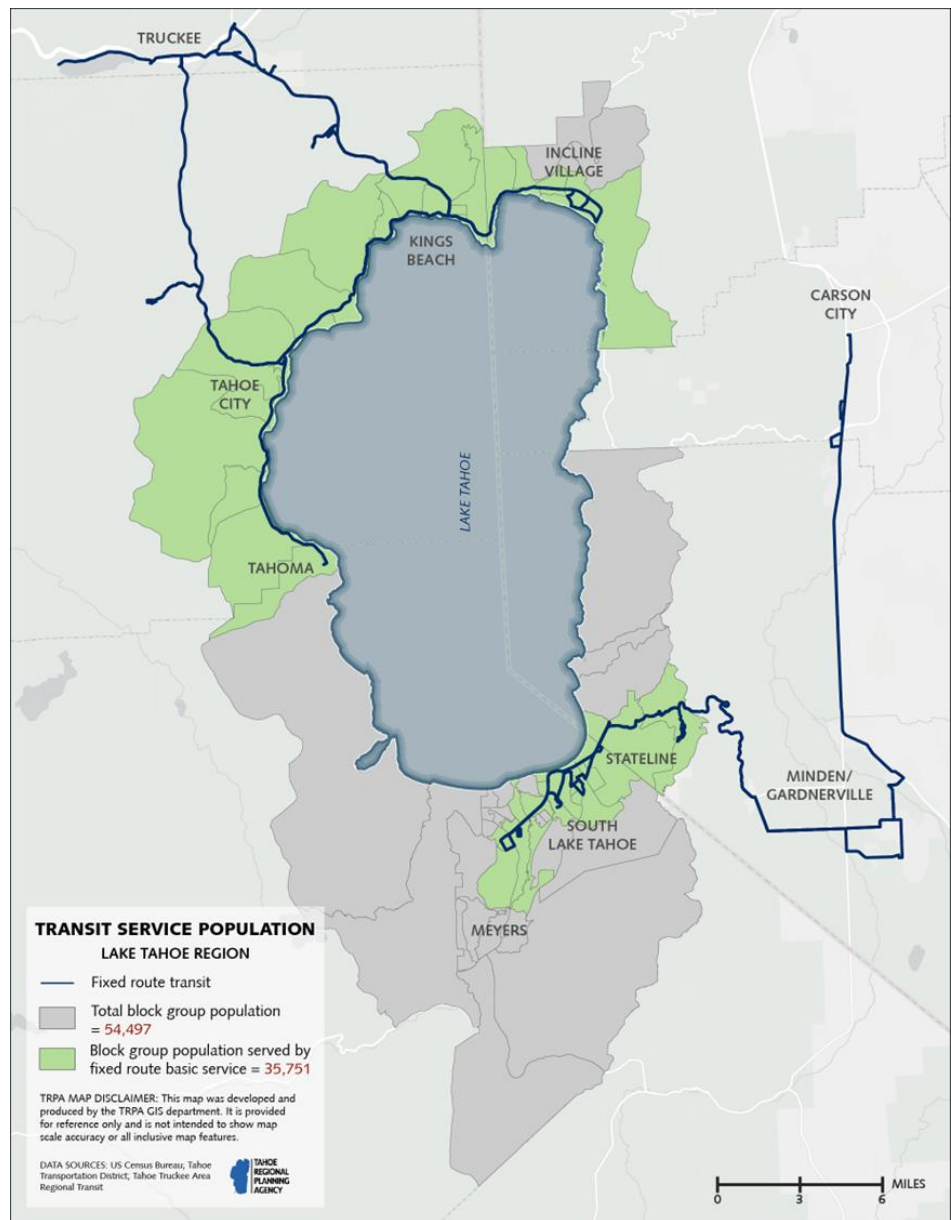 TRUCKEE
INCLINE
VILLAGE
KINGS
BEACH
CARSON
CITY
TAHOE
CITY
LAKE TAHOE
TAHOMA
STATELINE
MINDEN/
GARDNERVILLE
SOUTH
LAKE TAHOE
MEYERS
TRANSIT SERVICE POPULATION
LAKE TAHOE REGION
Fixed route transit
Total block group population
= 54,497
Block group population served by
fixed route basic service = 35,751
TRPA MAP DISCLAIMER: This map was developed and
produced by the TRPA GIS department. It is provided
for reference only and is not intended to show map
scale accuracy or all inclusive map features.
DATA SOURCES: US Census Bureau; Tahoe
Transportation District; Tahoe Truckee Area
Regional Transit
TAHOE
REGIONAL
PLANNING
AGENCY
MILES
0 3 6